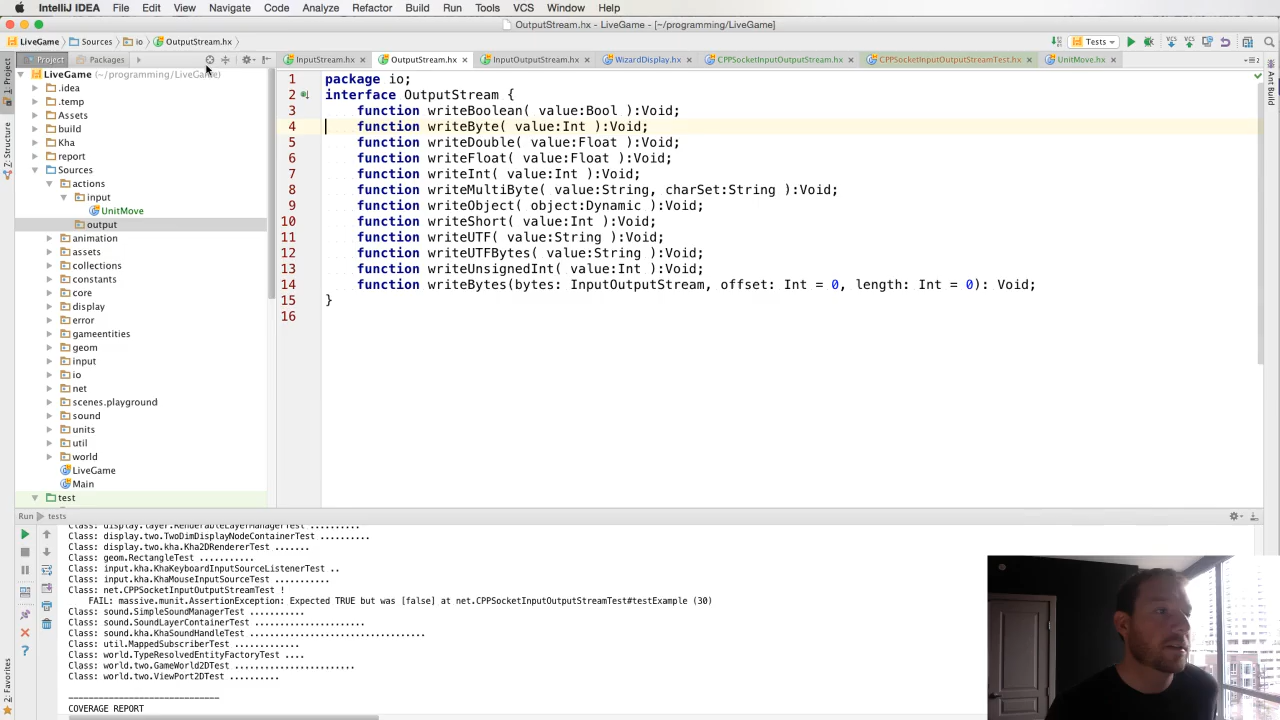 IntelliJ IDEA File Edit View Navigate Code Analyze Refactor Build Run Tools VCS Window Help
OutputStream.hx - LiveGame - [~/programming/LiveGame]
LiveGame Sources io OutputStream.hx Tests
Project Packages InputStream.hx OutputStream.hx InputOutputStream.hx WizardDisplay.hx CPPSocketInputOutputStream.hx CPPSocketInputOutputStreamTest.hx UnitMove.hx
1: Project
Z: Structure
2: Favorites
Ant Build
LiveGame (~/programming/LiveGame)
.idea
.temp
Assets
build
Kha
report
Sources
actions
input
UnitMove
output
animation
assets
collections
constants
core
display
error
gameentities
geom
input
io
net
scenes.playground
sound
units
util
world
LiveGame
Main
test
1 package io;
2 interface OutputStream {
3 function writeBoolean( value:Bool ):Void;
4 function writeByte( value:Int ):Void;
5 function writeDouble( value:Float ):Void;
6 function writeFloat( value:Float ):Void;
7 function writeInt( value:Int ):Void;
8 function writeMultiByte( value:String, charSet:String ):Void;
9 function writeObject( object:Dynamic ):Void;
10 function writeShort( value:Int ):Void;
11 function writeUTF( value:String ):Void;
12 function writeUTFBytes( value:String ):Void;
13 function writeUnsignedInt( value:Int ):Void;
14 function writeBytes(bytes: InputOutputStream, offset: Int = 0, length: Int = 0): Void;
15 }
16
Run tests
Class: display.layer.RenderableLayerManagerTest ..........
Class: display.two.TwoDimDisplayNodeContainerTest ..........
Class: display.two.kha.Kha2DRendererTest .......
Class: geom.RectangleTest ...........
Class: input.kha.KhaKeyboardInputSourceListenerTest ..
Class: input.kha.KhaMouseInputSourceTest ...........
Class: net.CPPSocketInputOutputStreamTest !
FAIL: massive.munit.AssertionException: Expected TRUE but was [false] at net.CPPSocketInputOutputStreamTest#testExample (30)
Class: sound.SimpleSoundManagerTest ...........
Class: sound.SoundLayerContainerTest ....................
Class: sound.kha.KhaSoundHandleTest ..................................
Class: util.MappedSubscriberTest .............
Class: world.TypeResolvedEntityFactoryTest ....
Class: world.two.GameWorld2DTest .......................
Class: world.two.ViewPort2DTest ..........
------------------------------
COVERAGE REPORT